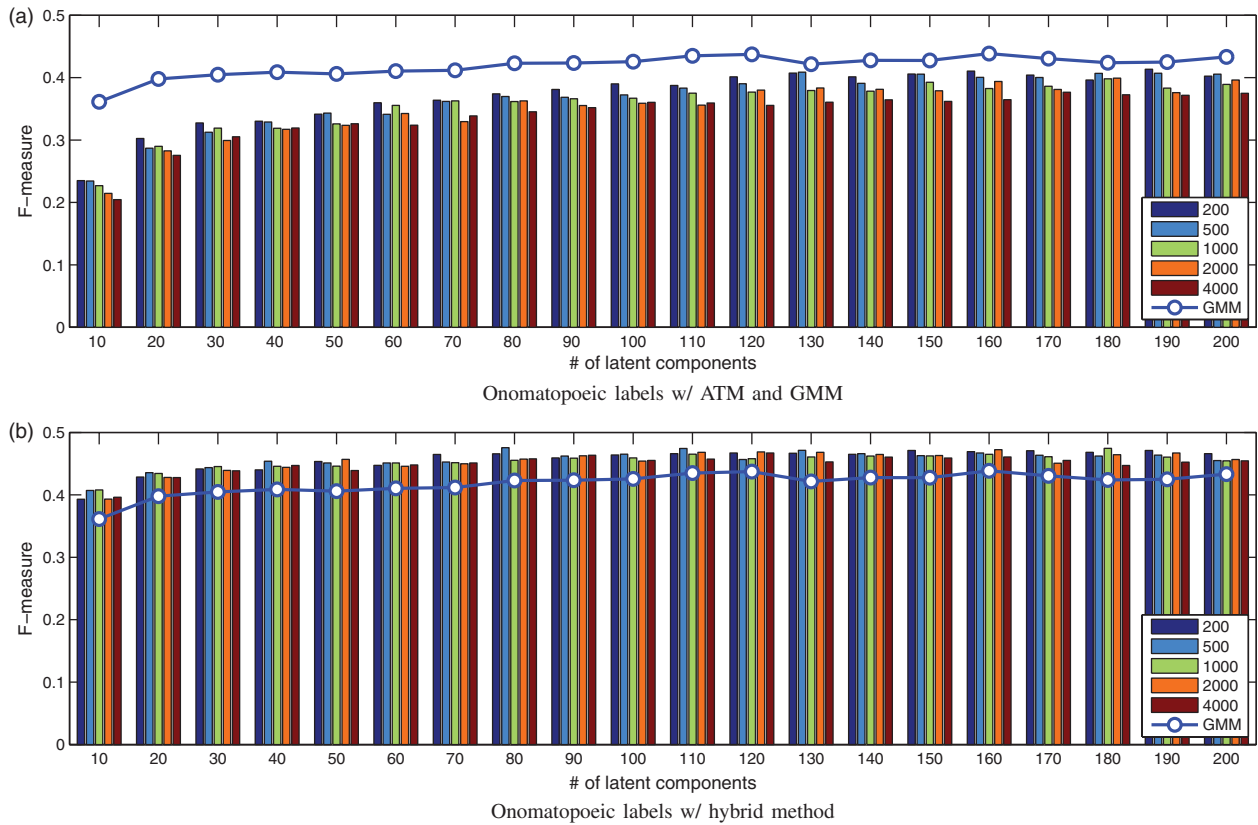 (a)
0.5
0.4
0.3
0.2
0.1
0
F−measure
200
500
1000
2000
4000
GMM
10 20 30 40 50 60 70 80 90 100 110 120 130 140 150 160 170 180 190 200
# of latent components
Onomatopoeic labels w/ ATM and GMM
(b)
0.5
0.4
0.3
0.2
0.1
0
F−measure
200
500
1000
2000
4000
GMM
10 20 30 40 50 60 70 80 90 100 110 120 130 140 150 160 170 180 190 200
# of latent components
Onomatopoeic labels w/ hybrid method